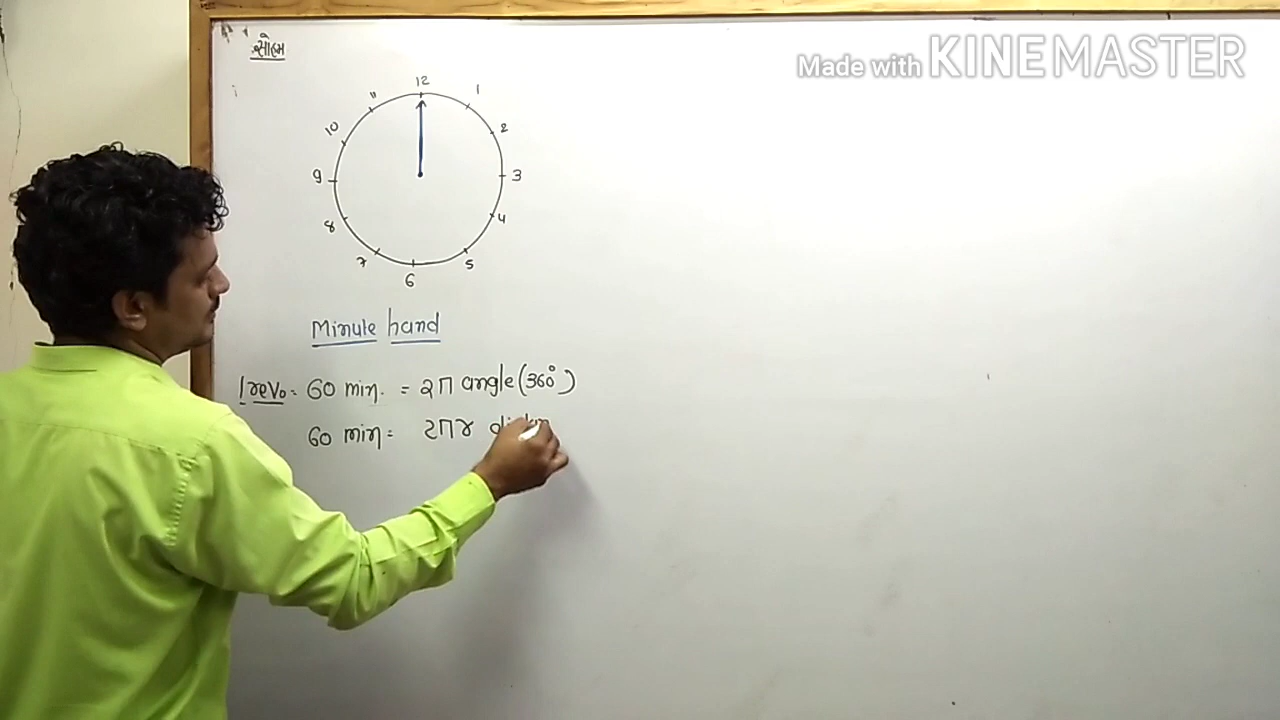 સોહમ
Made with KINEMASTER
12
11
1
10
2
9
3
8
4
7
5
6
Minute hand
1 revo = 60 min. = 2π angle (360°)
60 min = 2πr